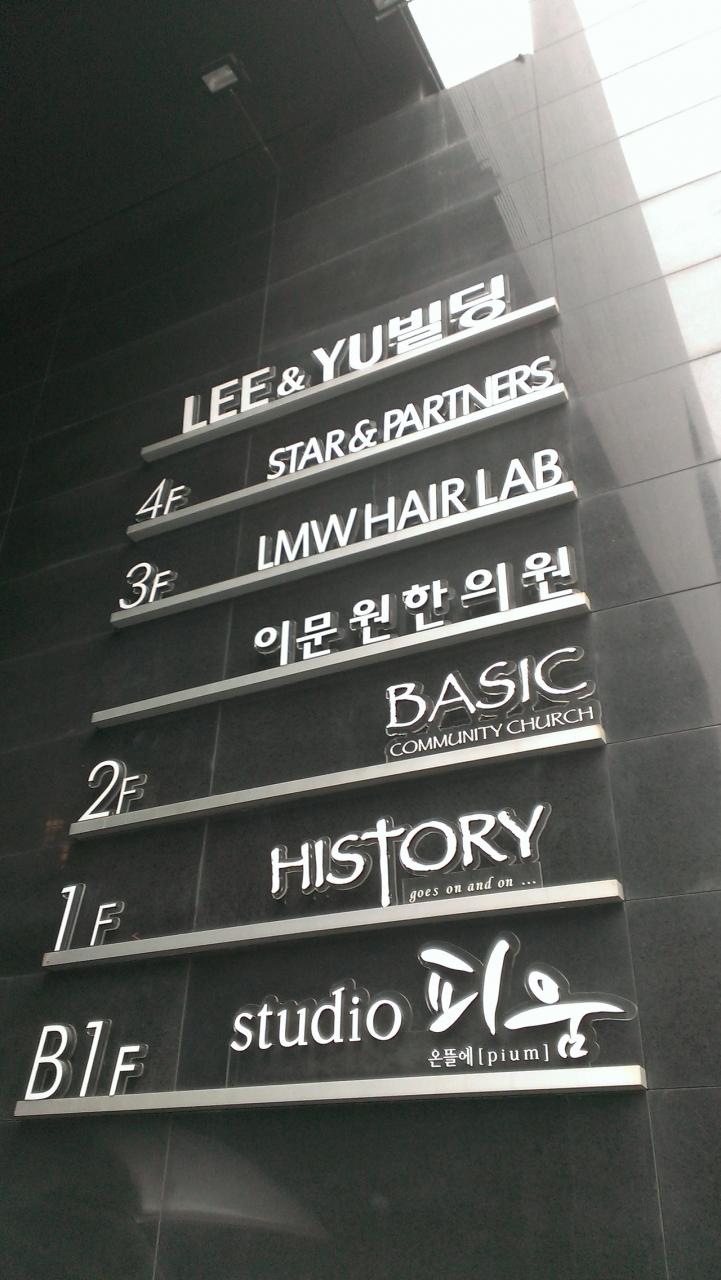 LEE & YU빌딩
4F STAR & PARTNERS
3F LMW HAIR LAB
이문원한의원
BASIC
2F COMMUNITY CHURCH
1F HISTORY
goes on and on ...
B1F studio 피움
온뜰에 [pium]